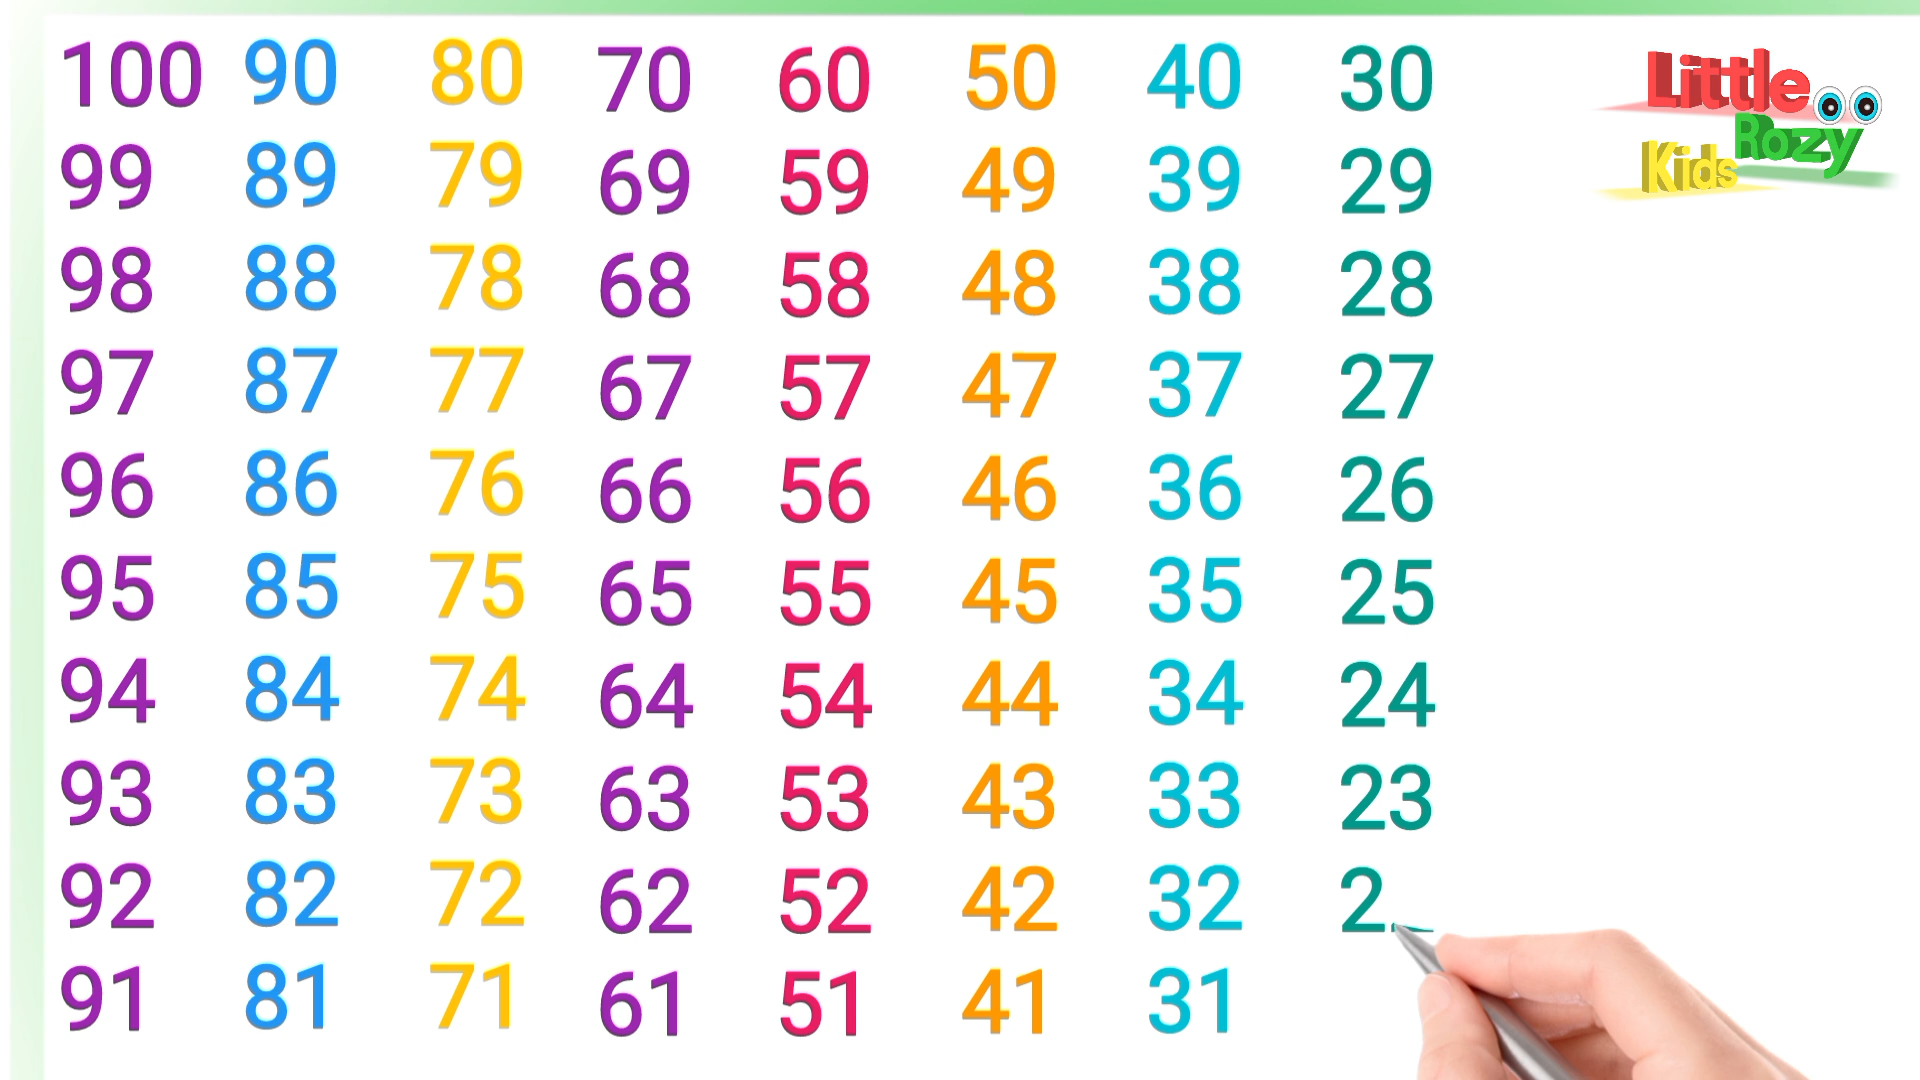 100 90 80 70 60 50 40 30
99 89 79 69 59 49 39 29
98 88 78 68 58 48 38 28
97 87 77 67 57 47 37 27
96 86 76 66 56 46 36 26
95 85 75 65 55 45 35 25
94 84 74 64 54 44 34 24
93 83 73 63 53 43 33 23
92 82 72 62 52 42 32 2
91 81 71 61 51 41 31
Little
Rozy
Kids